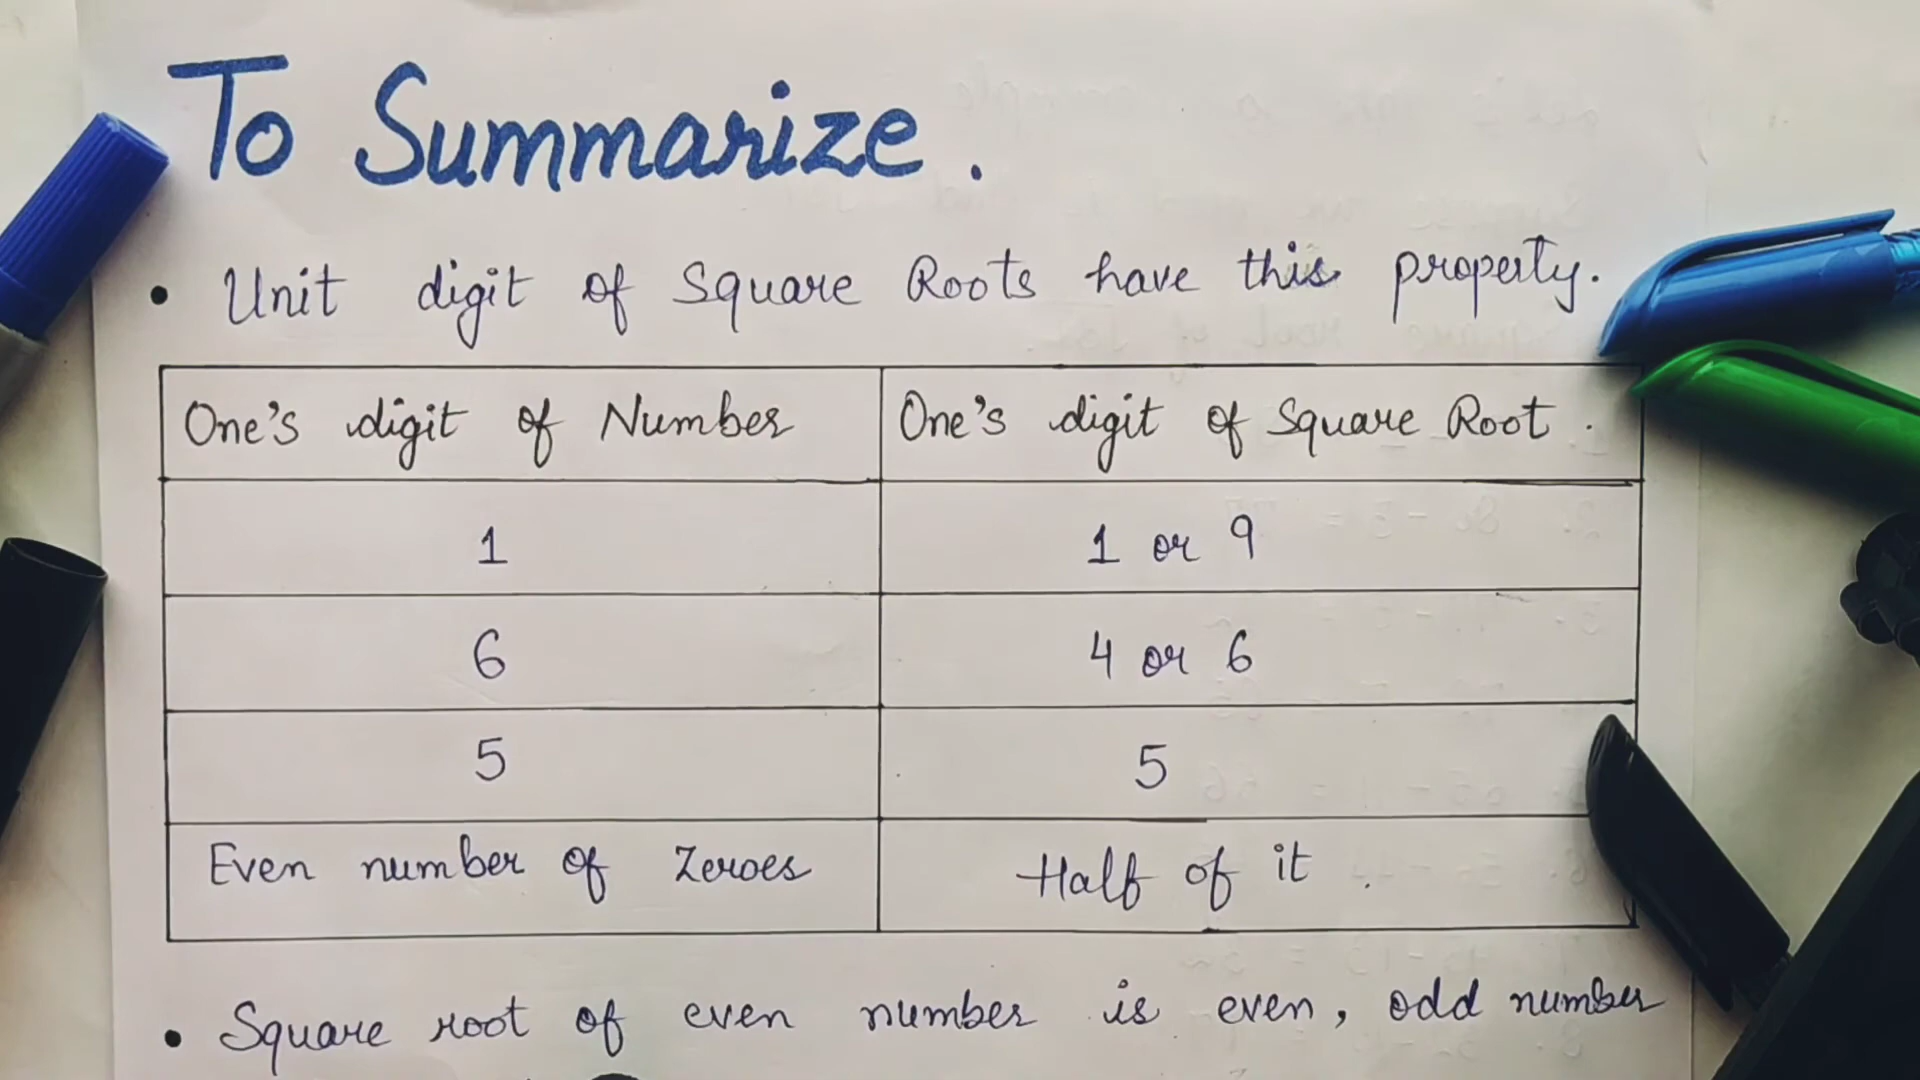 To Summarize.
• Unit digit of Square Roots have this property.
One's digit of Number
One's digit of Square Root.
1
1 or 9
6
4 or 6
5
5
Even number of Zeroes
Half of it.
• Square root of even number is even, odd number